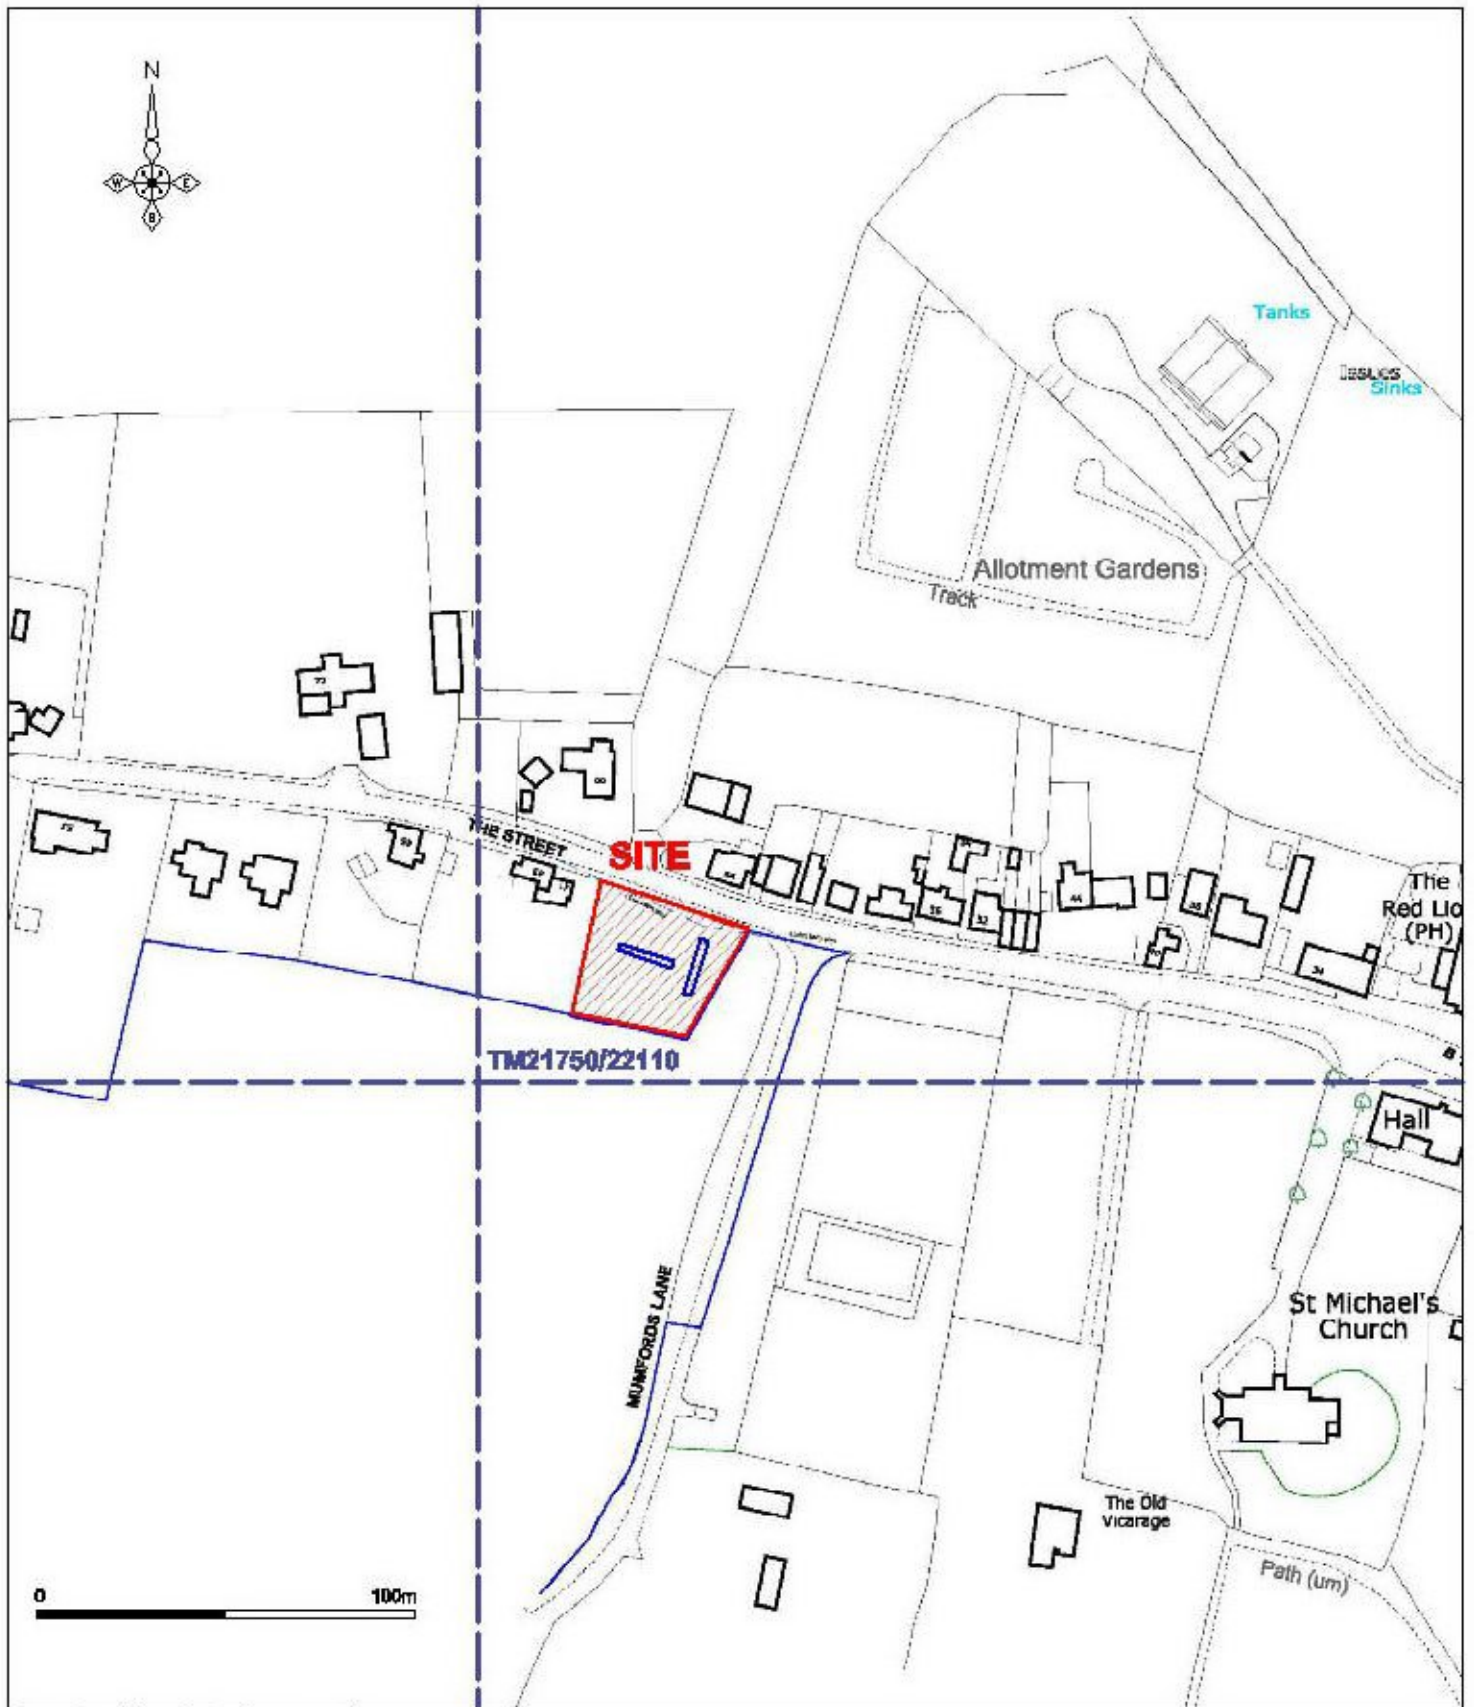 N
W
E
S
Tanks
Issues
Sinks
Allotment Gardens
Track
THE STREET
SITE
The
Red Lio
(PH)
TM21750/22110
Hall
MUMFORDS LANE
St Michael's
Church
The Old
Vicarage
Path (um)
0
100m